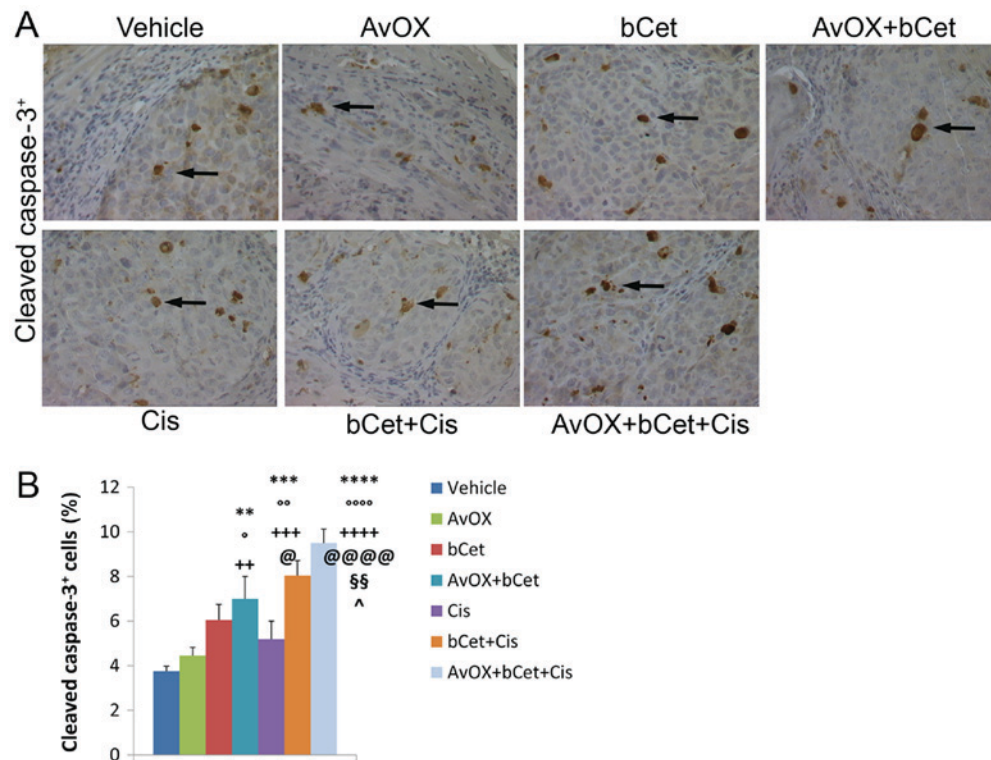 A
Vehicle
AvOX
bCet
AvOX+bCet
Cleaved caspase-3⁺
Cis
bCet+Cis
AvOX+bCet+Cis
B
Cleaved caspase-3⁺ cells (%)
12
10
8
6
4
2
0
**
°
++
***
°°
+++
@
****
°°°°
++++
@@@@
§§
^
Vehicle
AvOX
bCet
AvOX+bCet
Cis
bCet+Cis
AvOX+bCet+Cis